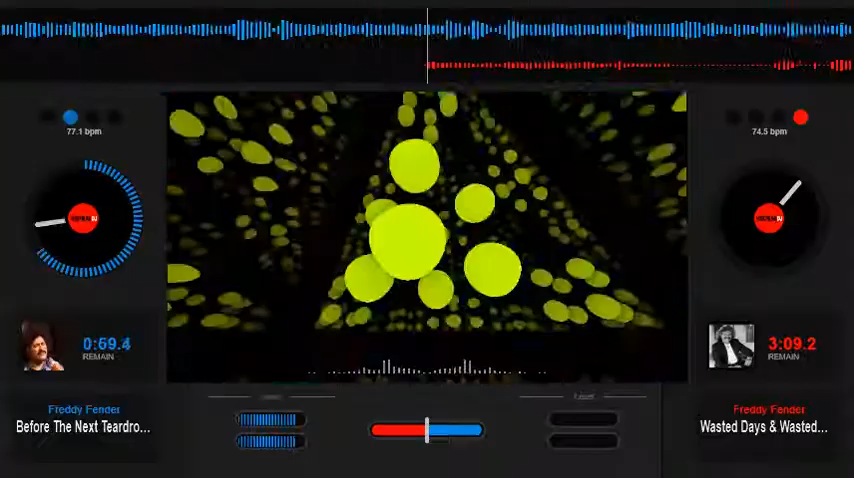 77.1 bpm
74.5 bpm
0:59.4
REMAIN
3:09.2
REMAIN
Freddy Fender
Before The Next Teardro...
Freddy Fender
Wasted Days & Wasted...